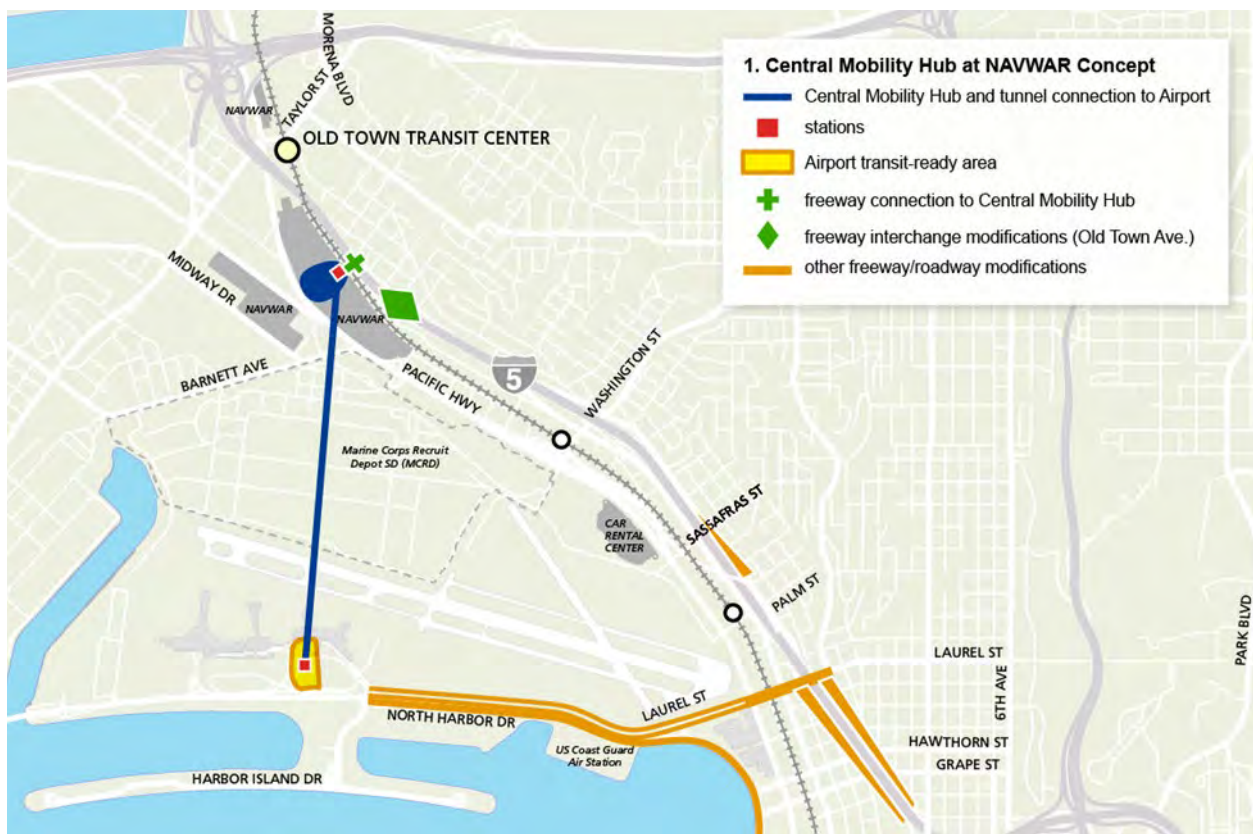 MORENA BLVD
TAYLOR ST
NAVWAR
OLD TOWN TRANSIT CENTER
1. Central Mobility Hub at NAVWAR Concept
Central Mobility Hub and tunnel connection to Airport
stations
Airport transit-ready area
freeway connection to Central Mobility Hub
freeway interchange modifications (Old Town Ave.)
other freeway/roadway modifications
MIDWAY DR
NAVWAR
NAVWAR
BARNETT AVE
PACIFIC HWY
5
WASHINGTON ST
Marine Corps Recruit
Depot SD (MCRD)
CAR
RENTAL
CENTER
SASSAFRAS ST
PALM ST
LAUREL ST
6TH AVE
PARK BLVD
LAUREL ST
NORTH HARBOR DR
US Coast Guard
Air Station
HAWTHORN ST
GRAPE ST
HARBOR ISLAND DR